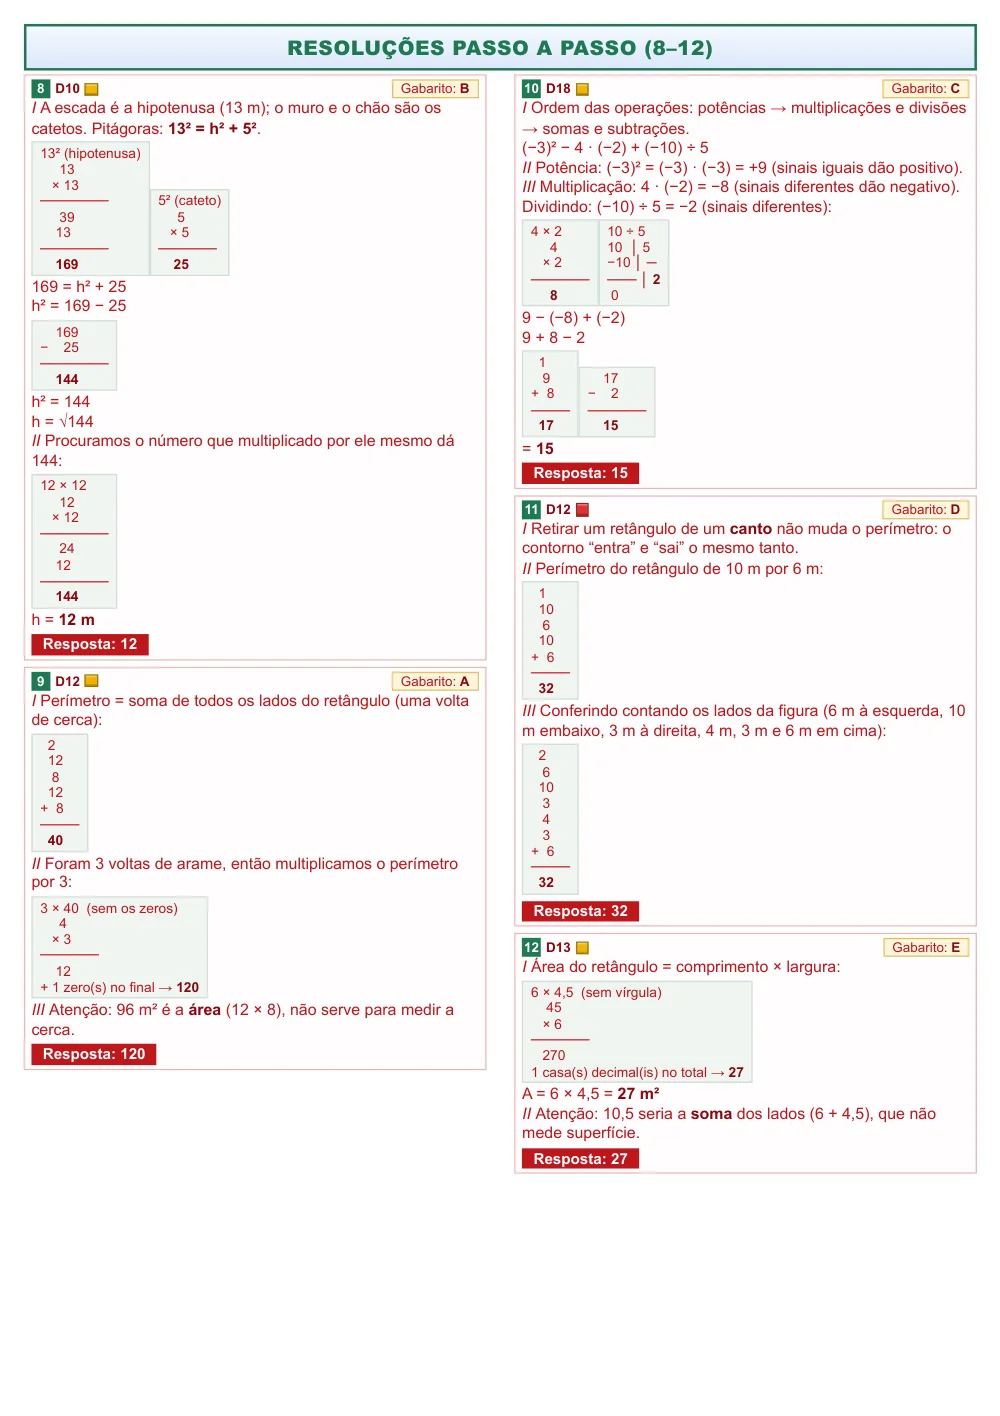 RESOLUÇÕES PASSO A PASSO (8–12)
8 D10 Gabarito: B
I A escada é a hipotenusa (13 m); o muro e o chão são os
catetos. Pitágoras: 13² = h² + 5².
13² (hipotenusa)
13
× 13
39
13
169
5² (cateto)
5
× 5
25
169 = h² + 25
h² = 169 − 25
169
− 25
144
h² = 144
h = √144
II Procuramos o número que multiplicado por ele mesmo dá
144:
12 × 12
12
× 12
24
12
144
h = 12 m
Resposta: 12
9 D12 Gabarito: A
I Perímetro = soma de todos os lados do retângulo (uma volta
de cerca):
2
12
8
12
+ 8
40
II Foram 3 voltas de arame, então multiplicamos o perímetro
por 3:
3 × 40 (sem os zeros)
4
× 3
12
+ 1 zero(s) no final → 120
III Atenção: 96 m² é a área (12 × 8), não serve para medir a
cerca.
Resposta: 120
10 D18 Gabarito: C
I Ordem das operações: potências → multiplicações e divisões
→ somas e subtrações.
(−3)² − 4 · (−2) + (−10) ÷ 5
II Potência: (−3)² = (−3) · (−3) = +9 (sinais iguais dão positivo).
III Multiplicação: 4 · (−2) = −8 (sinais diferentes dão negativo).
Dividindo: (−10) ÷ 5 = −2 (sinais diferentes):
4 × 2
4
× 2
8
10 ÷ 5
10 | 5
−10 | —
| 2
0
9 − (−8) + (−2)
9 + 8 − 2
1
9
+ 8
17
17
− 2
15
= 15
Resposta: 15
11 D12 Gabarito: D
I Retirar um retângulo de um canto não muda o perímetro: o
contorno “entra” e “sai” o mesmo tanto.
II Perímetro do retângulo de 10 m por 6 m:
1
10
6
10
+ 6
32
III Conferindo contando os lados da figura (6 m à esquerda, 10
m embaixo, 3 m à direita, 4 m, 3 m e 6 m em cima):
2
6
10
3
4
3
+ 6
32
Resposta: 32
12 D13 Gabarito: E
I Área do retângulo = comprimento × largura:
6 × 4,5 (sem vírgula)
45
× 6
270
1 casa(s) decimal(is) no total → 27
A = 6 × 4,5 = 27 m²
II Atenção: 10,5 seria a soma dos lados (6 + 4,5), que não
mede superfície.
Resposta: 27